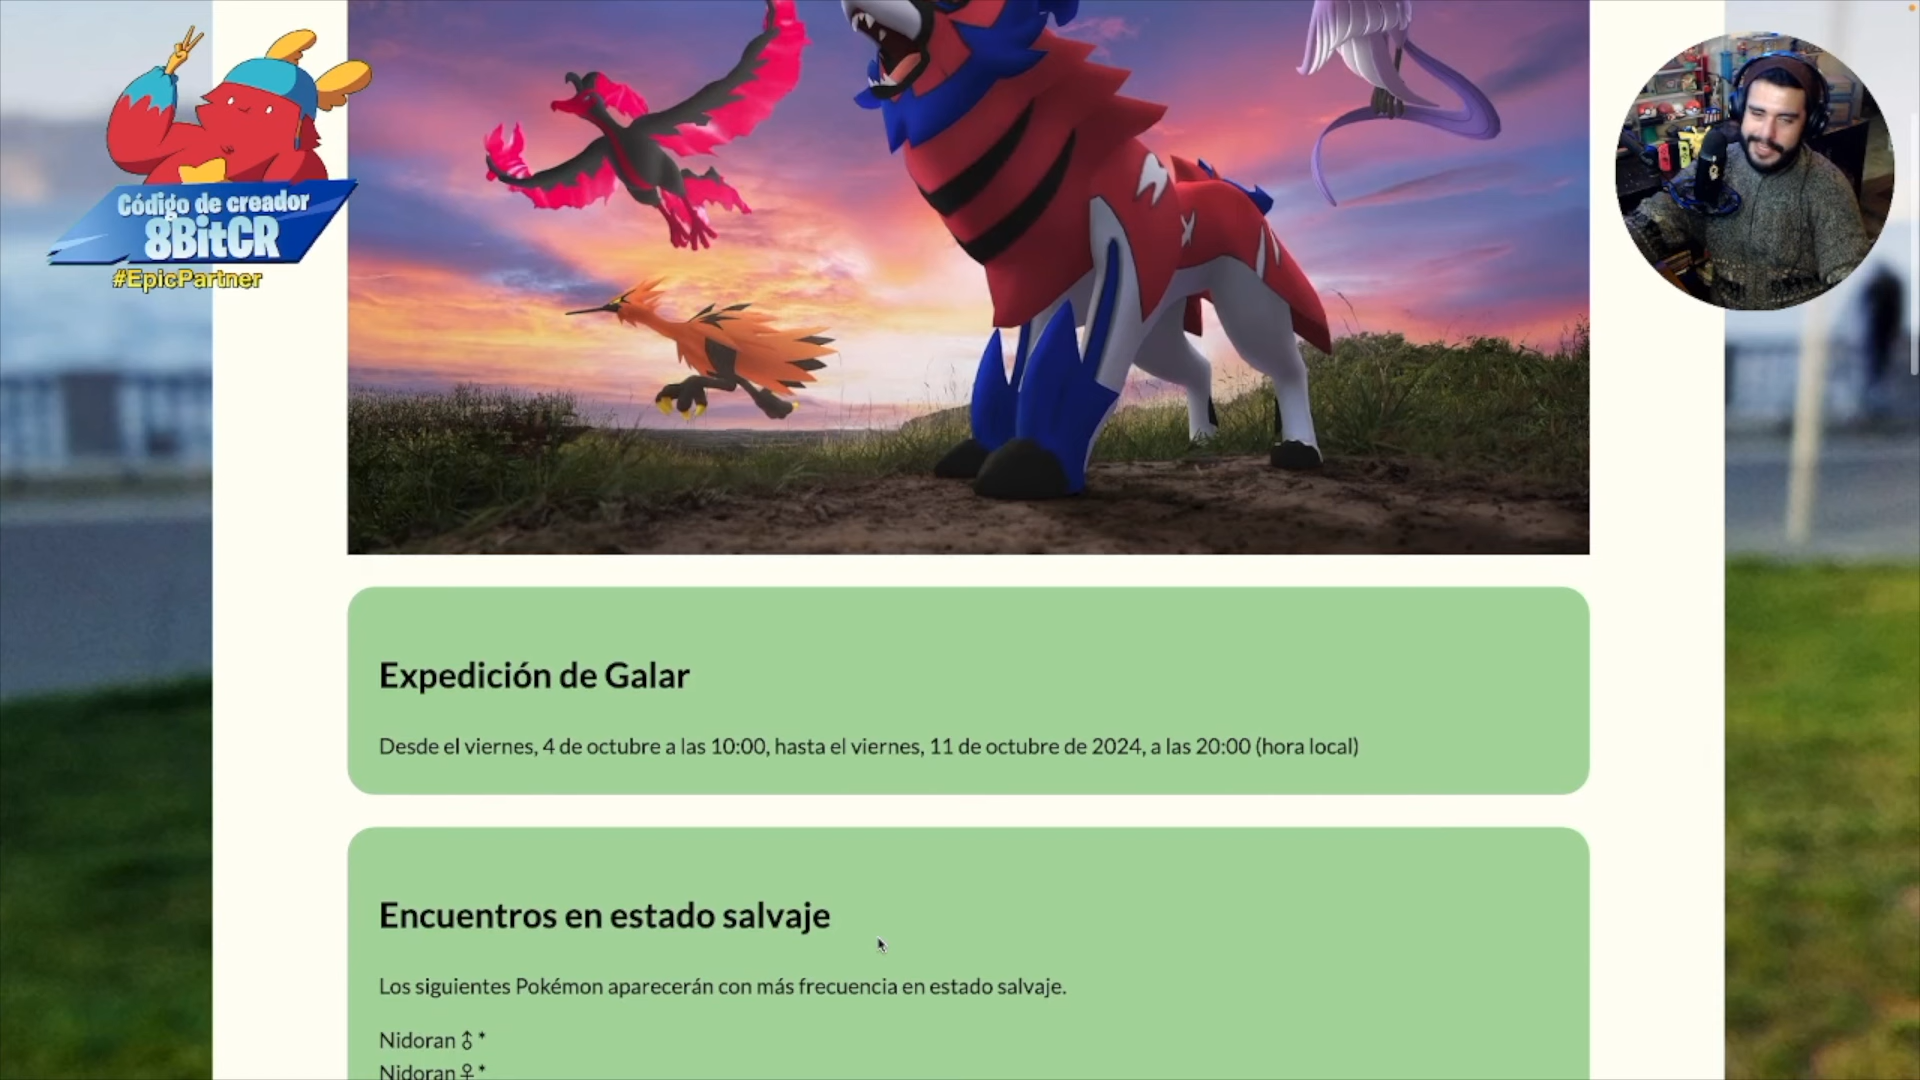 Código de creador
8BitCR
#EpicPartner
Expedición de Galar
Desde el viernes, 4 de octubre a las 10:00, hasta el viernes, 11 de octubre de 2024, a las 20:00 (hora local)
Encuentros en estado salvaje
Los siguientes Pokémon aparecerán con más frecuencia en estado salvaje.
Nidoran ♂ *
Nidoran ♀ *